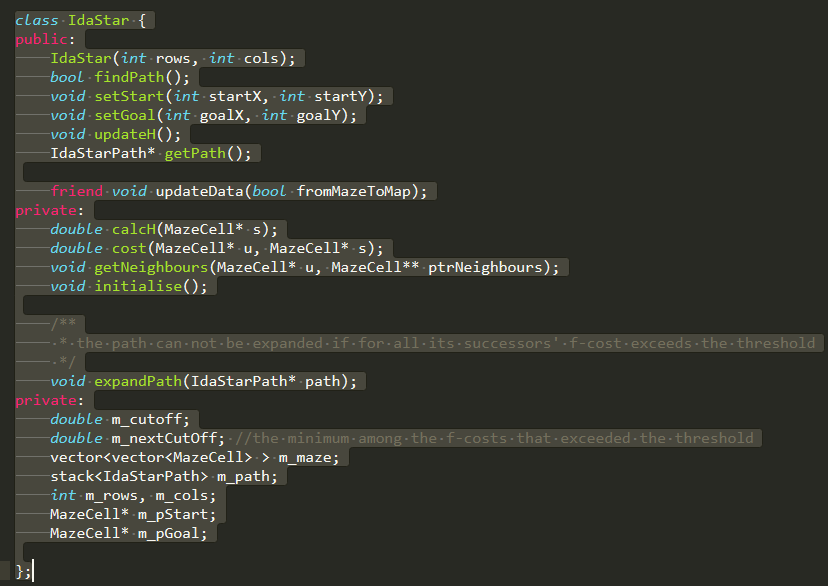 class IdaStar {
public:
IdaStar(int rows, int cols);
bool findPath();
void setStart(int startX, int startY);
void setGoal(int goalX, int goalY);
void updateH();
IdaStarPath* getPath();
friend void updateData(bool fromMazeToMap);
private:
double calcH(MazeCell* s);
double cost(MazeCell* u, MazeCell* s);
void getNeighbours(MazeCell* u, MazeCell** ptrNeighbours);
void initialise();
/**
* the path can not be expanded if for all its successors' f-cost exceeds the threshold
*/
void expandPath(IdaStarPath* path);
private:
double m_cutoff;
double m_nextCutOff; //the minimum among the f-costs that exceeded the threshold
vector<vector<MazeCell> > m_maze;
stack<IdaStarPath> m_path;
int m_rows, m_cols;
MazeCell* m_pStart;
MazeCell* m_pGoal;
};